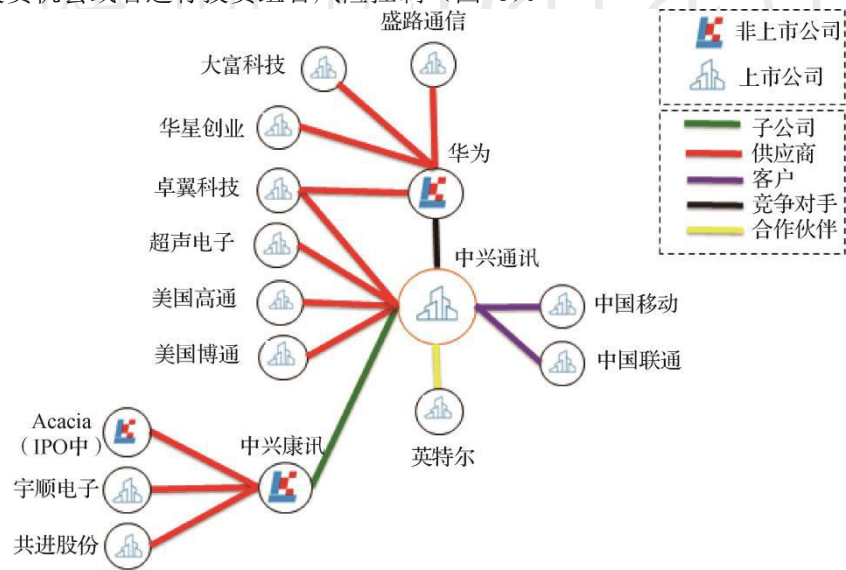 盛路通信
大富科技
华星创业
华为
卓翼科技
超声电子
中兴通讯
美国高通
中国移动
美国博通
中国联通
Acacia
（IPO中）
中兴康讯
英特尔
宇顺电子
共进股份
非上市公司
上市公司
子公司
供应商
客户
竞争对手
合作伙伴